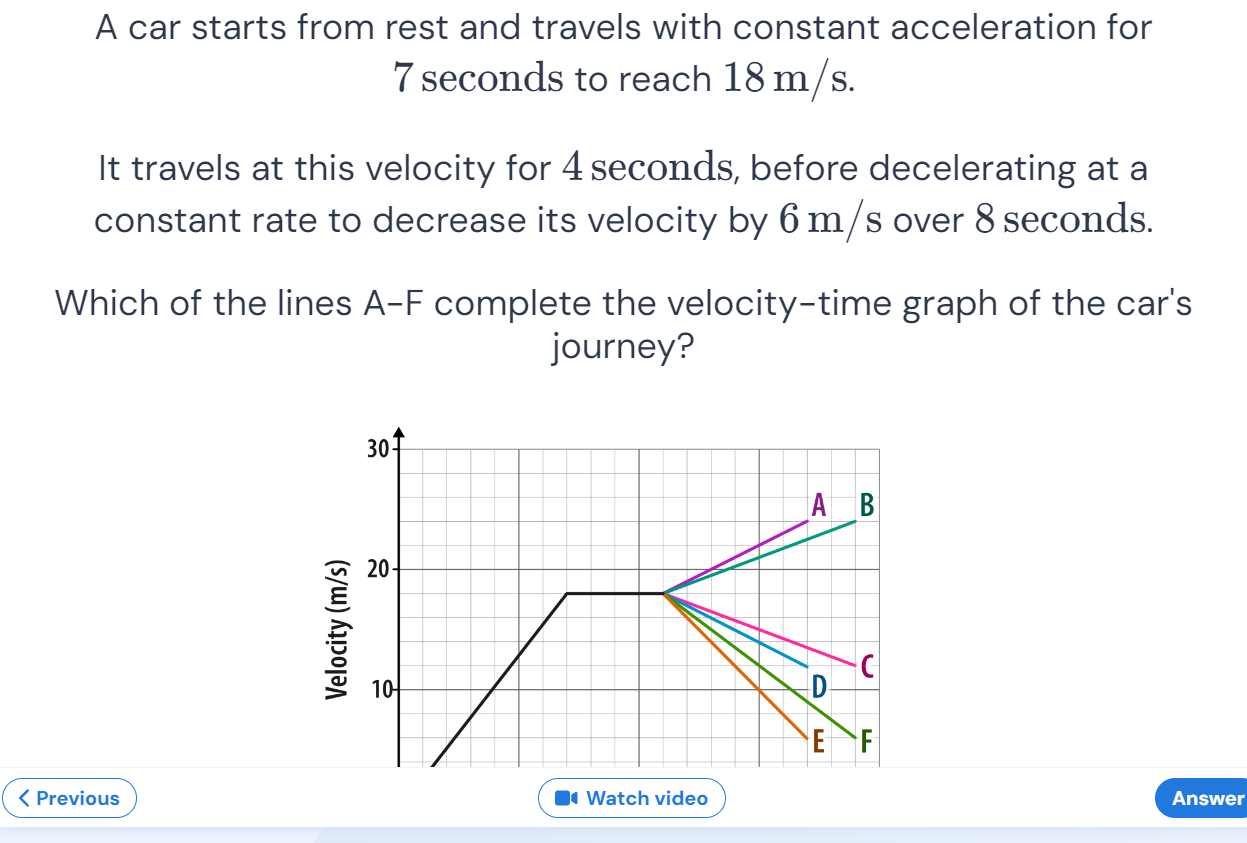 A car starts from rest and travels with constant acceleration for
7 seconds to reach 18 m/s.
It travels at this velocity for 4 seconds, before decelerating at a
constant rate to decrease its velocity by 6 m/s over 8 seconds.
Which of the lines A-F complete the velocity-time graph of the car's
journey?
30
A
B
20
Velocity (m/s)
C
10
D
E
F
Previous
Watch video
Answer